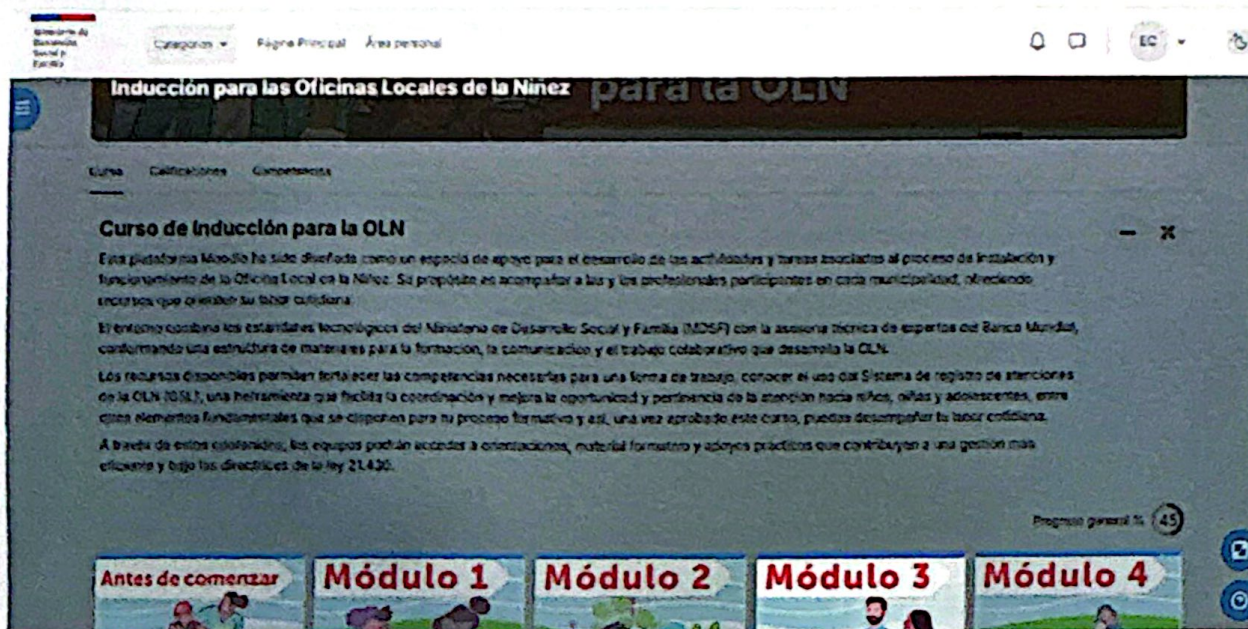 Ministerio de
Desarrollo
Social y
Familia
Categorías
Página Principal
Área personal
EC
Inducción para las Oficinas Locales de la Niñez
para la OLN
Curso
Calificaciones
Competencias
Curso de Inducción para la OLN
Esta plataforma Moodle ha sido diseñada como un espacio de apoyo para el desarrollo de las actividades y tareas asociadas al proceso de instalación y
funcionamiento de la Oficina Local de la Niñez. Su propósito es acompañar a las y los profesionales participantes en cada municipalidad, ofreciendo
recursos que orienten su labor cotidiana.
El entorno combina los estándares tecnológicos del Ministerio de Desarrollo Social y Familia (MDSF) con la asesoría técnica de expertos del Banco Mundial,
conformando una estructura de materiales para la formación, la comunicación y el trabajo colaborativo que desarrolla la OLN.
Los recursos disponibles permiten fortalecer las competencias necesarias para una forma de trabajo, conocer el uso del Sistema de registro de atenciones
de la OLN (GSL), una herramienta que facilita la coordinación y mejora la oportunidad y pertinencia de la atención hacia niños, niñas y adolescentes, entre
otros elementos fundamentales que se disponen para tu proceso formativo y así, una vez aprobado este curso, puedas desempeñar tu labor cotidiana.
A través de estos contenidos, los equipos podrán acceder a orientaciones, material formativo y apoyos prácticos que contribuyen a una gestión más
eficiente y bajo las directrices de la ley 21.430.
Progreso general %
45
Antes de comenzar
Módulo 1
Módulo 2
Módulo 3
Módulo 4